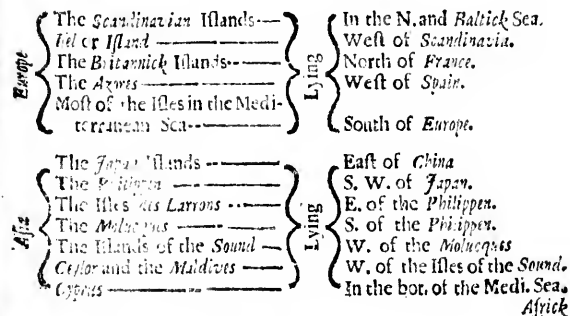 Europe
The Scandinavian Iſlands — Lying In the N. and Baltick Sea.
Iſland — Weſt of Scandinavia.
The Britannick Iſlands — North of France.
The Azores — Weſt of Spain.
Moſt of the Iſles in the Medi-
terranean Sea — South of Europe.
Aſia
The Japan Iſlands — Lying Eaſt of China
The Philippin — S. W. of Japan.
The Iſles des Larrons — E. of the Philippen.
The Molucques — S. of the Philippen.
The Iſlands of the Sound — W. of the Molucques
Ceylon and the Maldives — W. of the Iſles of the Sound.
Cyprus — In the bot. of the Medi. Sea.
Africk